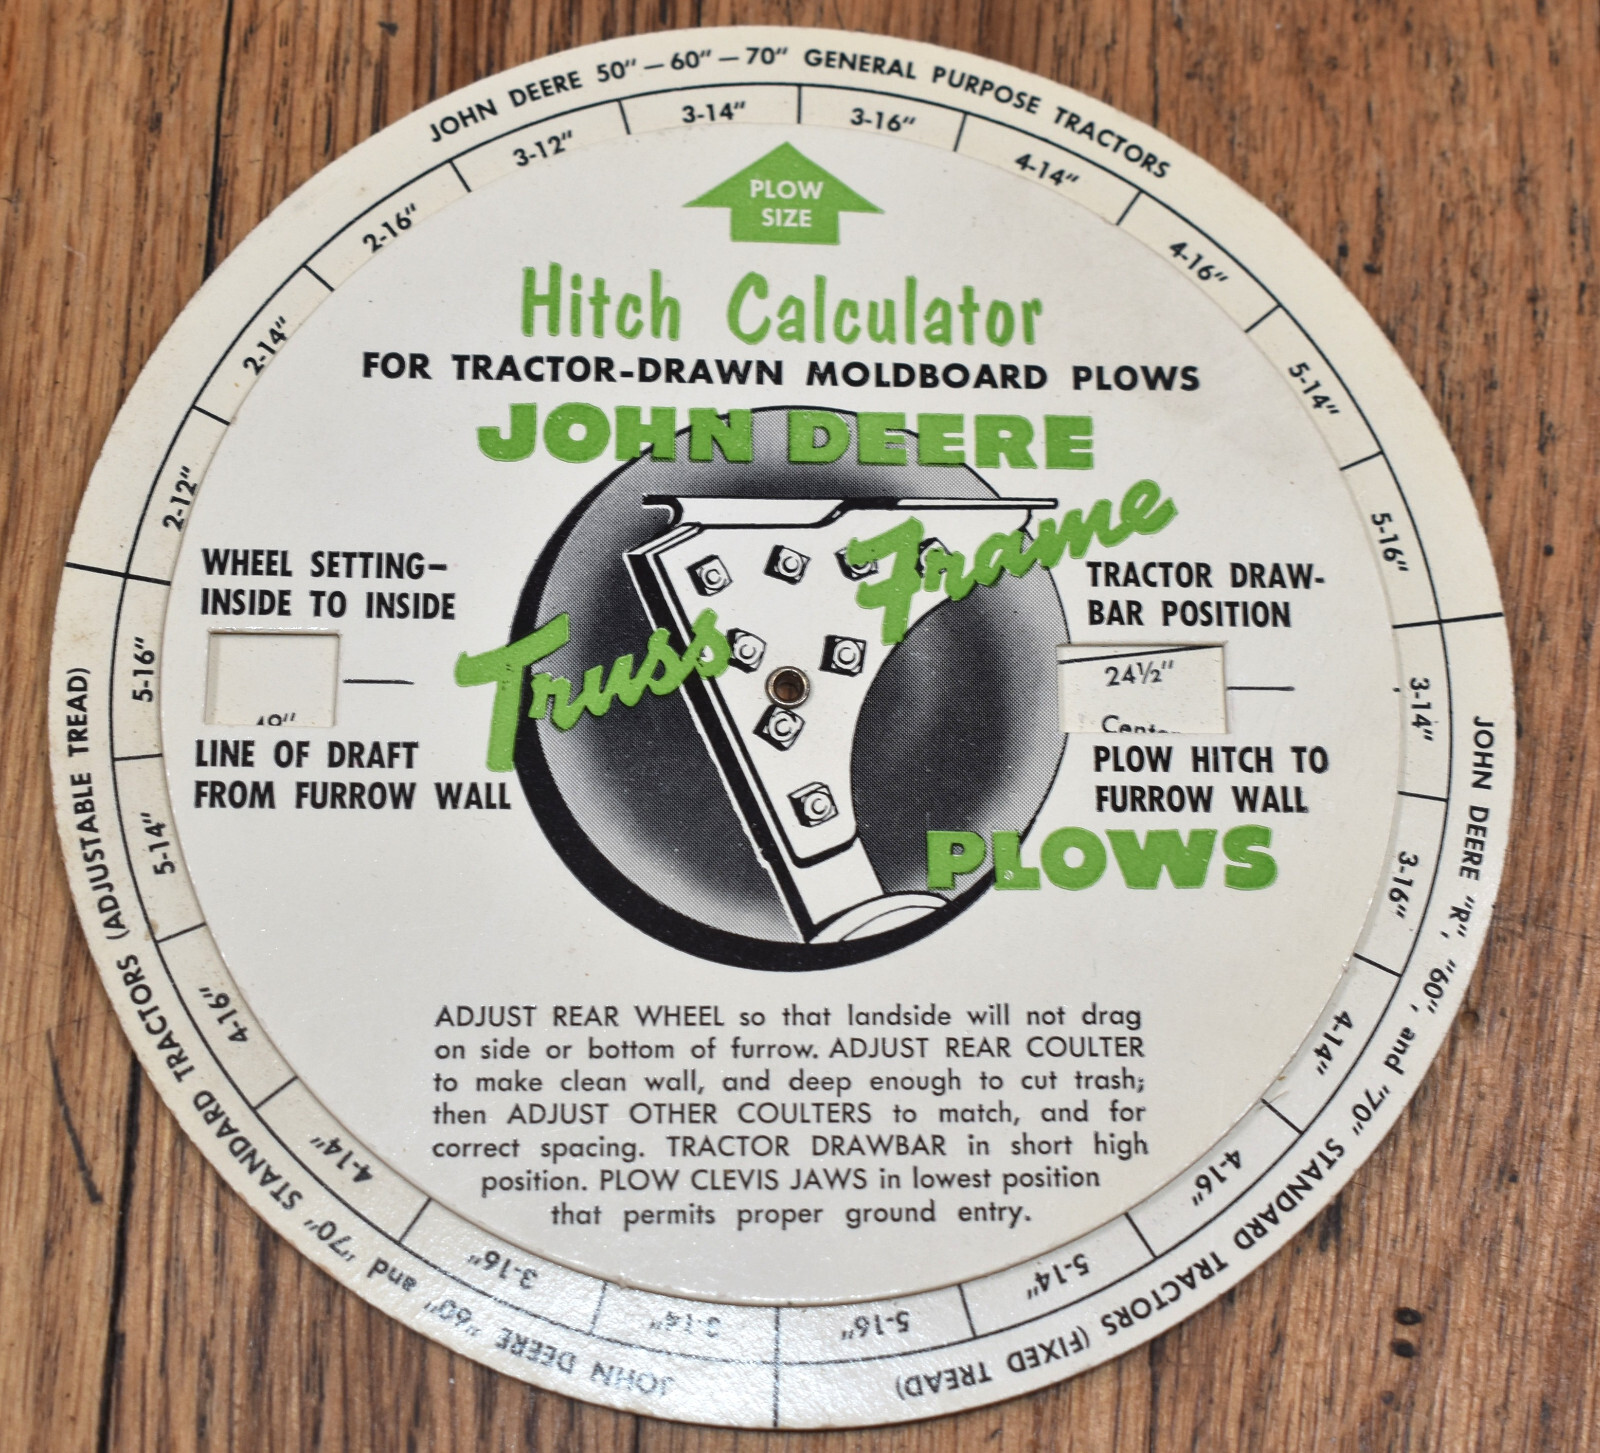 JOHN DEERE 50" — 60" — 70" GENERAL PURPOSE TRACTORS
2-12"
2-14"
2-16"
3-12"
3-14"
3-16"
4-14"
4-16"
5-14"
5-16"
PLOW
SIZE
Hitch Calculator
FOR TRACTOR-DRAWN MOLDBOARD PLOWS
JOHN DEERE
Truss Frame
PLOWS
WHEEL SETTING–
INSIDE TO INSIDE
LINE OF DRAFT
FROM FURROW WALL
TRACTOR DRAW-
BAR POSITION
24½"
PLOW HITCH TO
FURROW WALL
ADJUST REAR WHEEL so that landside will not drag
on side or bottom of furrow. ADJUST REAR COULTER
to make clean wall, and deep enough to cut trash;
then ADJUST OTHER COULTERS to match, and for
correct spacing. TRACTOR DRAWBAR in short high
position. PLOW CLEVIS JAWS in lowest position
that permits proper ground entry.
JOHN DEERE "R", "60", and "70" STANDARD TRACTORS (FIXED TREAD)
3-14"
3-16"
4-14"
4-16"
5-14"
5-16"
JOHN DEERE "60" and "70" STANDARD TRACTORS (ADJUSTABLE TREAD)
3-14"
3-16"
4-14"
4-16"
5-14"
5-16"